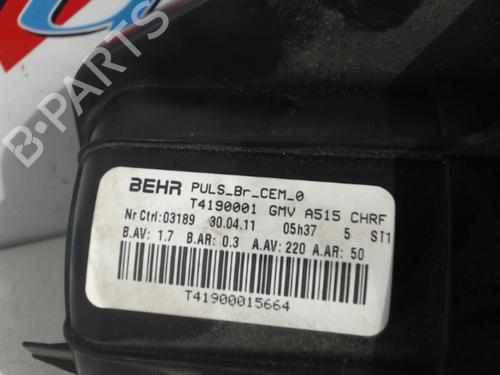 B-PARTS
BEHR PULS_Br_CEM_0
T4190001 GMV A515 CHRF
Nr Ctrl:03189 30.04.11 05h37 5 ST1
B.AV: 1.7 B.AR: 0.3 A.AV: 220 A.AR: 50
T41900015664